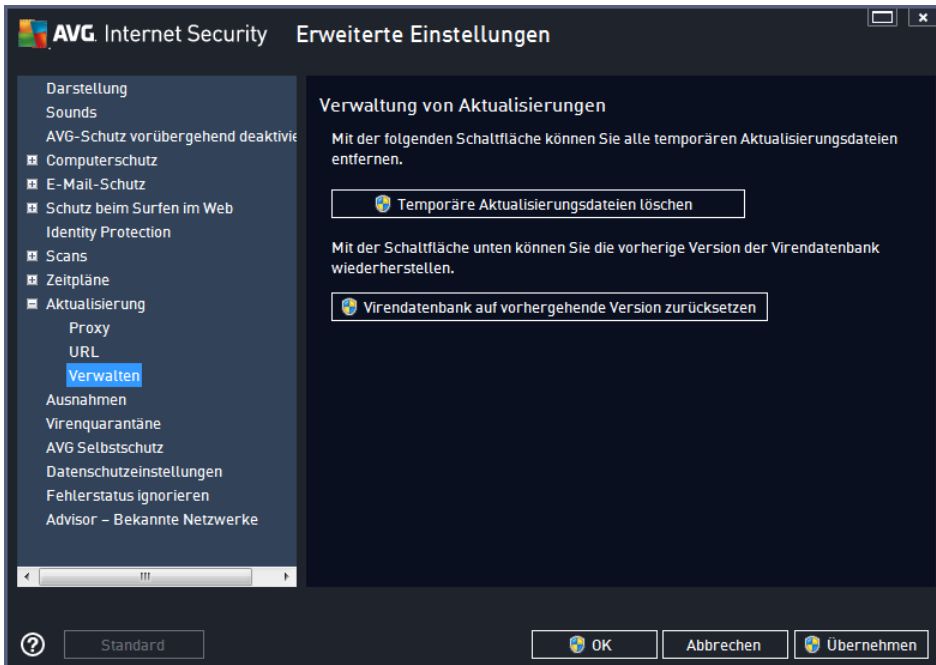 AVG. Internet Security Erweiterte Einstellungen
Darstellung
Sounds
AVG-Schutz vorübergehend deaktivie
Computerschutz
E-Mail-Schutz
Schutz beim Surfen im Web
Identity Protection
Scans
Zeitpläne
Aktualisierung
Proxy
URL
Verwalten
Ausnahmen
Virenquarantäne
AVG Selbstschutz
Datenschutzeinstellungen
Fehlerstatus ignorieren
Advisor – Bekannte Netzwerke
Verwaltung von Aktualisierungen
Mit der folgenden Schaltfläche können Sie alle temporären Aktualisierungsdateien
entfernen.
Temporäre Aktualisierungsdateien löschen
Mit der Schaltfläche unten können Sie die vorherige Version der Virendatenbank
wiederherstellen.
Virendatenbank auf vorhergehende Version zurücksetzen
Standard
OK
Abbrechen
Übernehmen